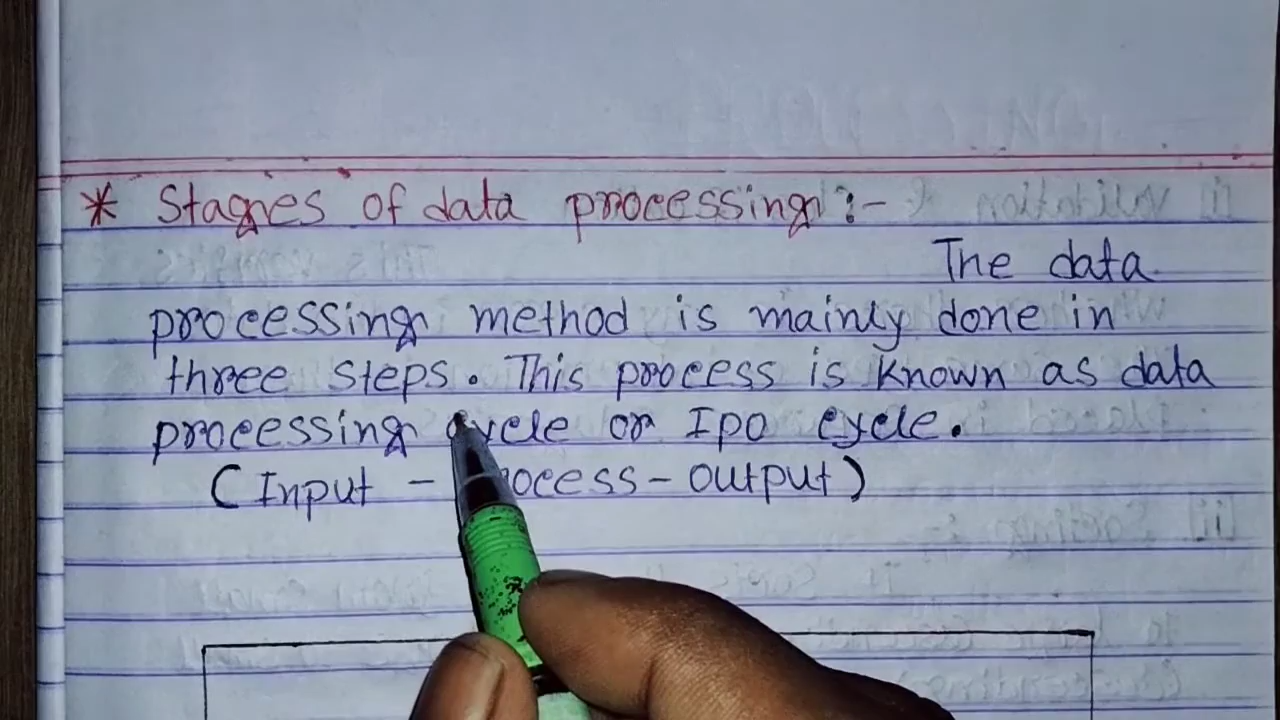 * Stages of data processing :-
The data
processing method is mainly done in
three steps. This process is known as data
processing cycle or IPO cycle.
(Input - Process - output)